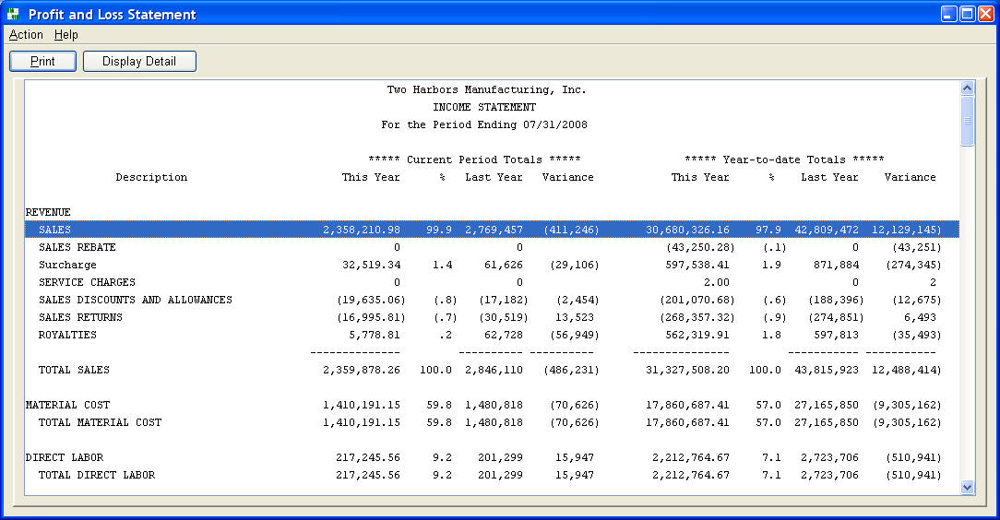 Profit and Loss Statement
Action Help
Print Display Detail
Two Harbors Manufacturing, Inc.
INCOME STATEMENT
For the Period Ending 07/31/2008
***** Current Period Totals ***** ***** Year-to-date Totals *****
Description This Year % Last Year Variance This Year % Last Year Variance
REVENUE
SALES 2,358,210.98 99.9 2,769,457 (411,246) 30,680,326.16 97.9 42,809,472 12,129,145)
SALES REBATE 0 0 (43,250.28) (.1) 0 (43,251)
Surcharge 32,519.34 1.4 61,626 (29,106) 597,538.41 1.9 871,884 (274,345)
SERVICE CHARGES 0 0 2.00 0 2
SALES DISCOUNTS AND ALLOWANCES (19,635.06) (.8) (17,182) (2,454) (201,070.68) (.6) (188,396) (12,675)
SALES RETURNS (16,995.81) (.7) (30,519) 13,523 (268,357.32) (.9) (274,851) 6,493
ROYALTIES 5,778.81 .2 62,728 (56,949) 562,319.91 1.8 597,813 (35,493)
-------------- ---------- ---------- --------------- ----------- -----------
TOTAL SALES 2,359,878.26 100.0 2,846,110 (486,231) 31,327,508.20 100.0 43,815,923 12,488,414)
MATERIAL COST 1,410,191.15 59.8 1,480,818 (70,626) 17,860,687.41 57.0 27,165,850 (9,305,162)
TOTAL MATERIAL COST 1,410,191.15 59.8 1,480,818 (70,626) 17,860,687.41 57.0 27,165,850 (9,305,162)
DIRECT LABOR 217,245.56 9.2 201,299 15,947 2,212,764.67 7.1 2,723,706 (510,941)
TOTAL DIRECT LABOR 217,245.56 9.2 201,299 15,947 2,212,764.67 7.1 2,723,706 (510,941)